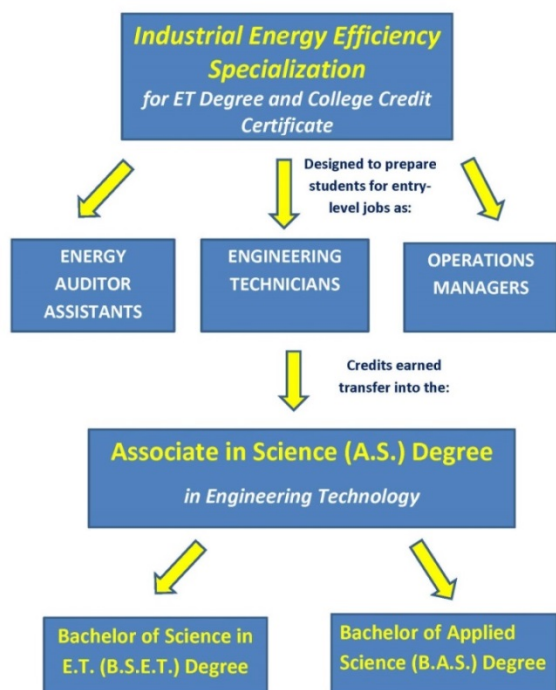 Industrial Energy Efficiency
Specialization
for ET Degree and College Credit
Certificate
Designed to prepare
students for entry-
level jobs as:
ENERGY
AUDITOR
ASSISTANTS
ENGINEERING
TECHNICIANS
OPERATIONS
MANAGERS
Credits earned
transfer into the:
Associate in Science (A.S.) Degree
in Engineering Technology
Bachelor of Science in
E.T. (B.S.E.T.) Degree
Bachelor of Applied
Science (B.A.S.) Degree